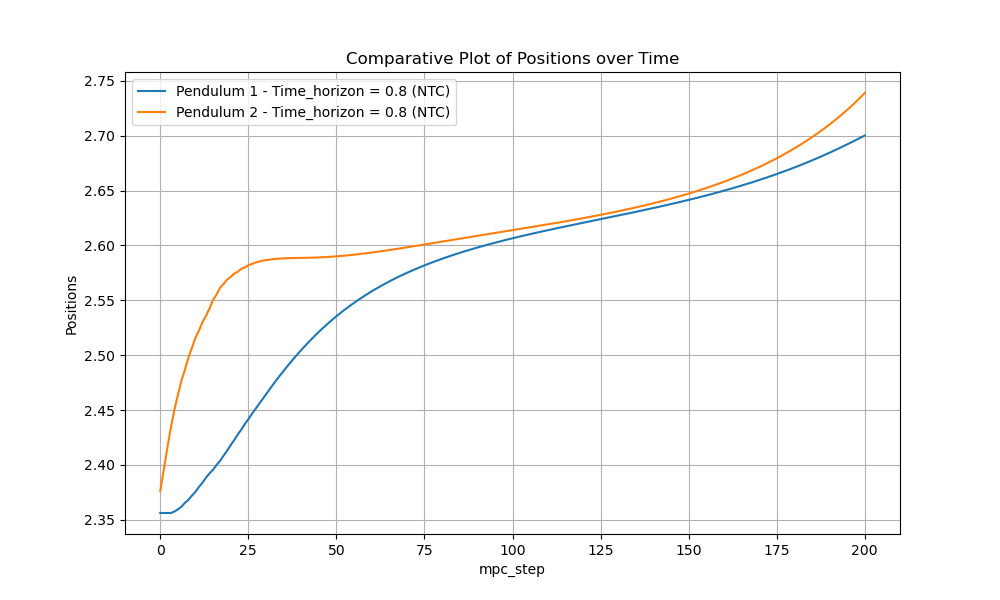 Comparative Plot of Positions over Time
Pendulum 1 - Time_horizon = 0.8 (NTC)
Pendulum 2 - Time_horizon = 0.8 (NTC)
Positions
2.75
2.70
2.65
2.60
2.55
2.50
2.45
2.40
2.35
0 25 50 75 100 125 150 175 200
mpc_step